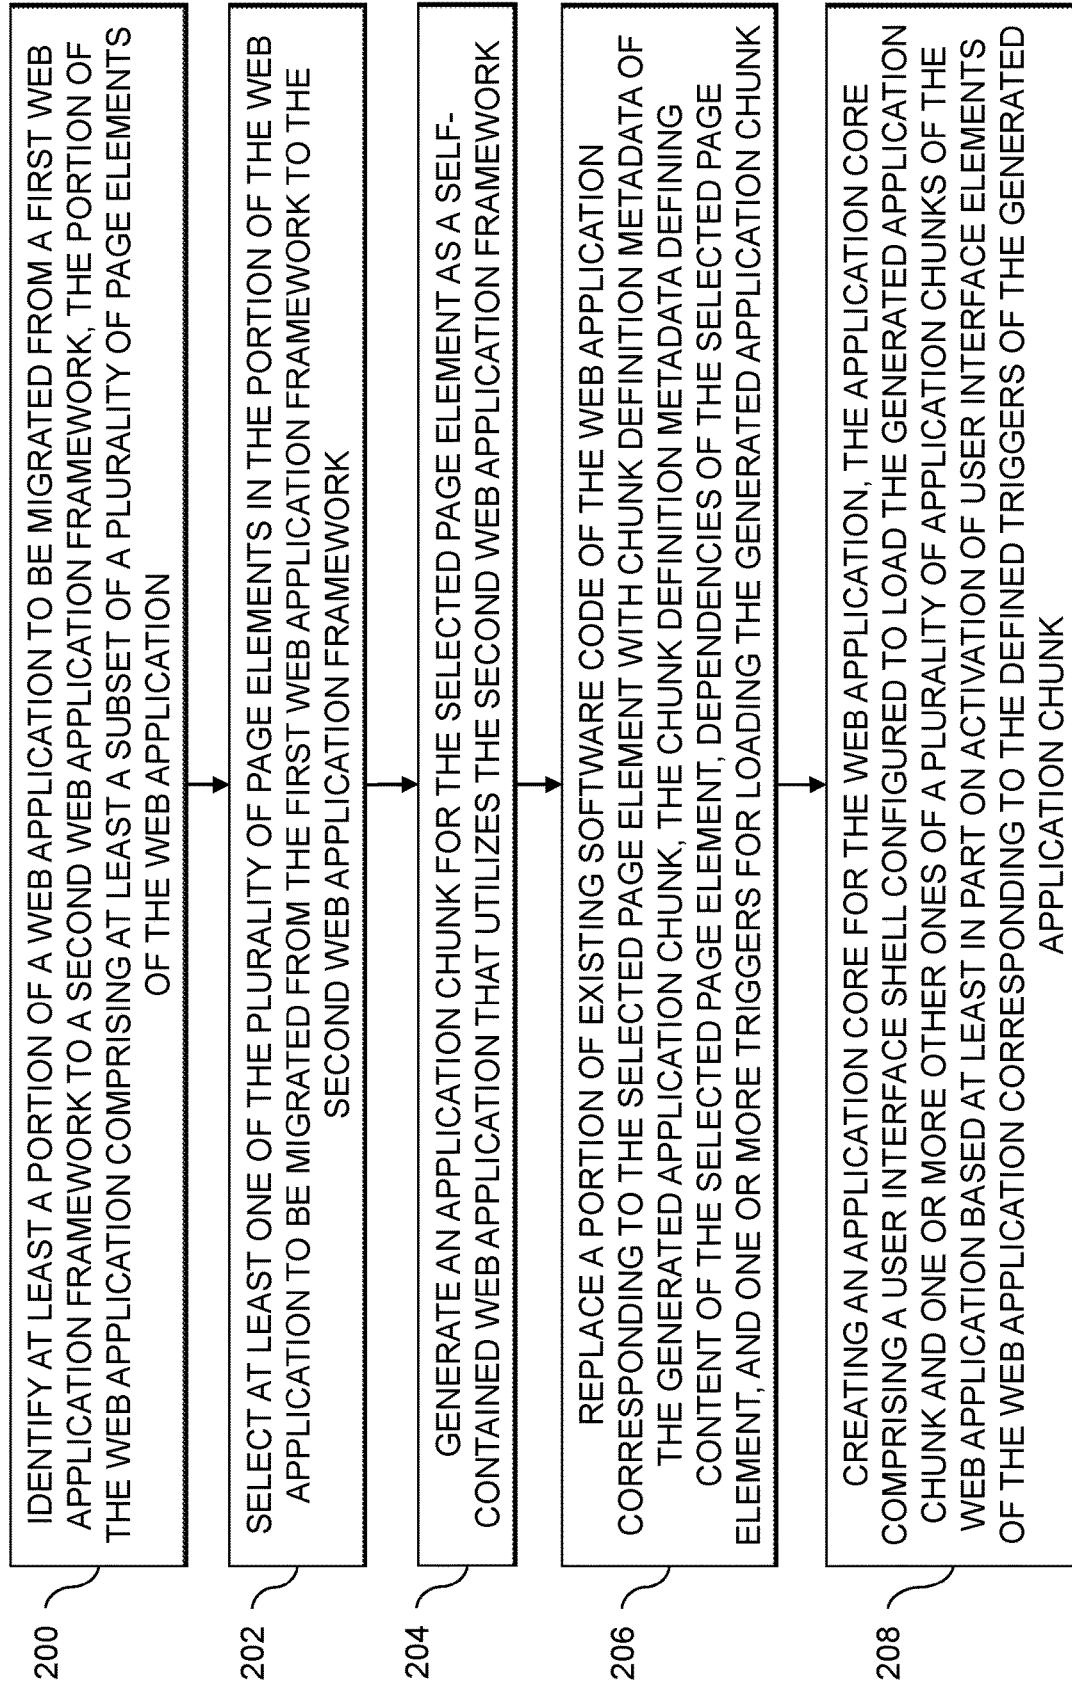 200
IDENTIFY AT LEAST A PORTION OF A WEB APPLICATION TO BE MIGRATED FROM A FIRST WEB
APPLICATION FRAMEWORK TO A SECOND WEB APPLICATION FRAMEWORK, THE PORTION OF
THE WEB APPLICATION COMPRISING AT LEAST A SUBSET OF A PLURALITY OF PAGE ELEMENTS
OF THE WEB APPLICATION
202
SELECT AT LEAST ONE OF THE PLURALITY OF PAGE ELEMENTS IN THE PORTION OF THE WEB
APPLICATION TO BE MIGRATED FROM THE FIRST WEB APPLICATION FRAMEWORK TO THE
SECOND WEB APPLICATION FRAMEWORK
204
GENERATE AN APPLICATION CHUNK FOR THE SELECTED PAGE ELEMENT AS A SELF-
CONTAINED WEB APPLICATION THAT UTILIZES THE SECOND WEB APPLICATION FRAMEWORK
206
REPLACE A PORTION OF EXISTING SOFTWARE CODE OF THE WEB APPLICATION
CORRESPONDING TO THE SELECTED PAGE ELEMENT WITH CHUNK DEFINITION METADATA OF
THE GENERATED APPLICATION CHUNK, THE CHUNK DEFINITION METADATA DEFINING
CONTENT OF THE SELECTED PAGE ELEMENT, DEPENDENCIES OF THE SELECTED PAGE
ELEMENT, AND ONE OR MORE TRIGGERS FOR LOADING THE GENERATED APPLICATION CHUNK
208
CREATING AN APPLICATION CORE FOR THE WEB APPLICATION, THE APPLICATION CORE
COMPRISING A USER INTERFACE SHELL CONFIGURED TO LOAD THE GENERATED APPLICATION
CHUNK AND ONE OR MORE OTHER ONES OF A PLURALITY OF APPLICATION CHUNKS OF THE
WEB APPLICATION BASED AT LEAST IN PART ON ACTIVATION OF USER INTERFACE ELEMENTS
OF THE WEB APPLICATION CORRESPONDING TO THE DEFINED TRIGGERS OF THE GENERATED
APPLICATION CHUNK